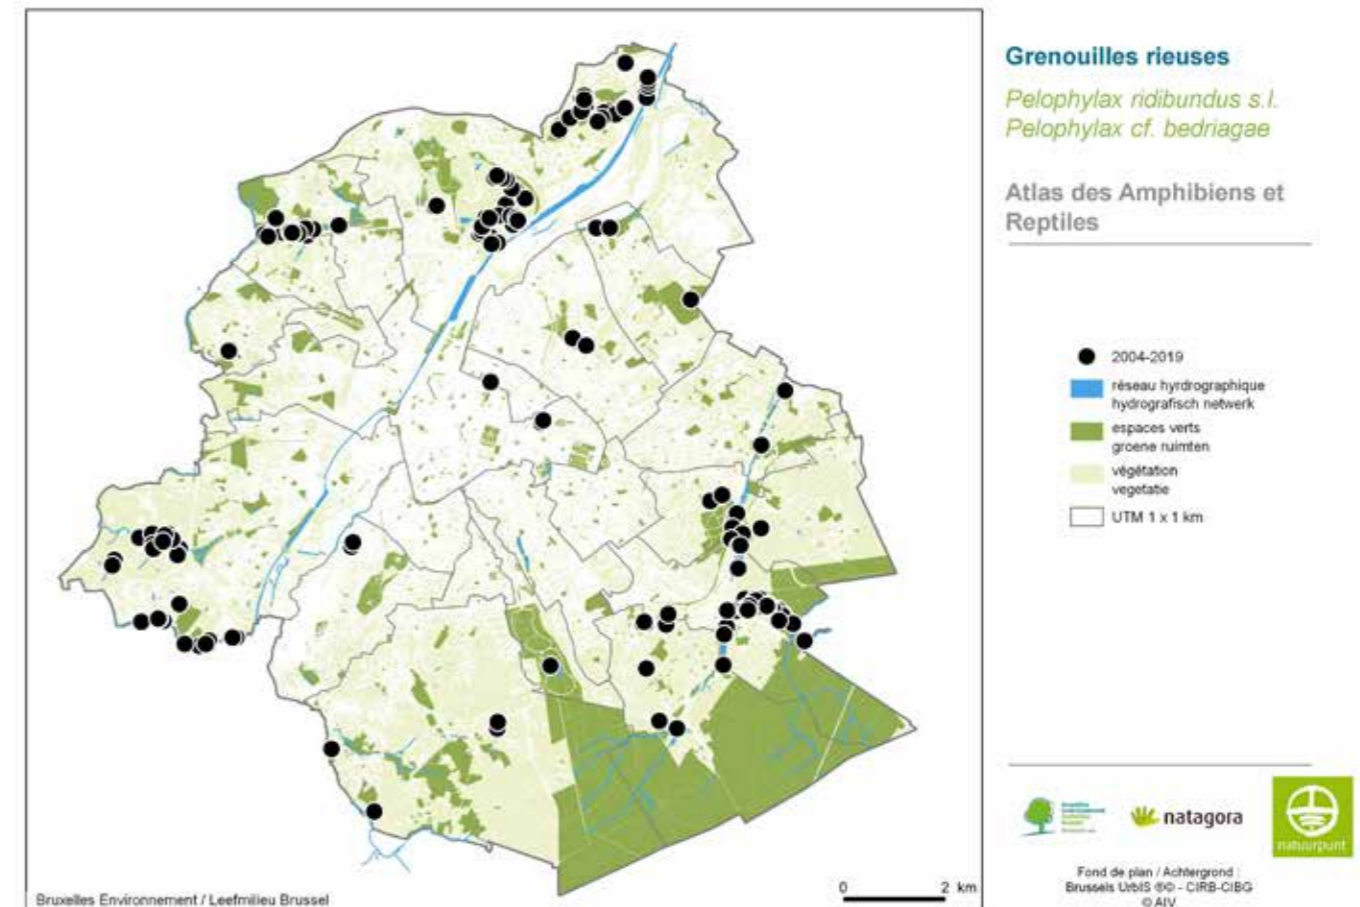 Grenouilles rieuses
Pelophylax ridibundus s.l.
Pelophylax cf. bedriagae
Atlas des Amphibiens et
Reptiles
2004-2019
réseau hyrdrographique
hydrografisch netwerk
espaces verts
groene ruimten
végétation
vegetatie
UTM 1 x 1 km
natagora
natuurpunt
Fond de plan / Achtergrond :
Brussels UrbIS ®© - CIRB-CIBG
© AIV
0 2 km
Bruxelles Environnement / Leefmilieu Brussel